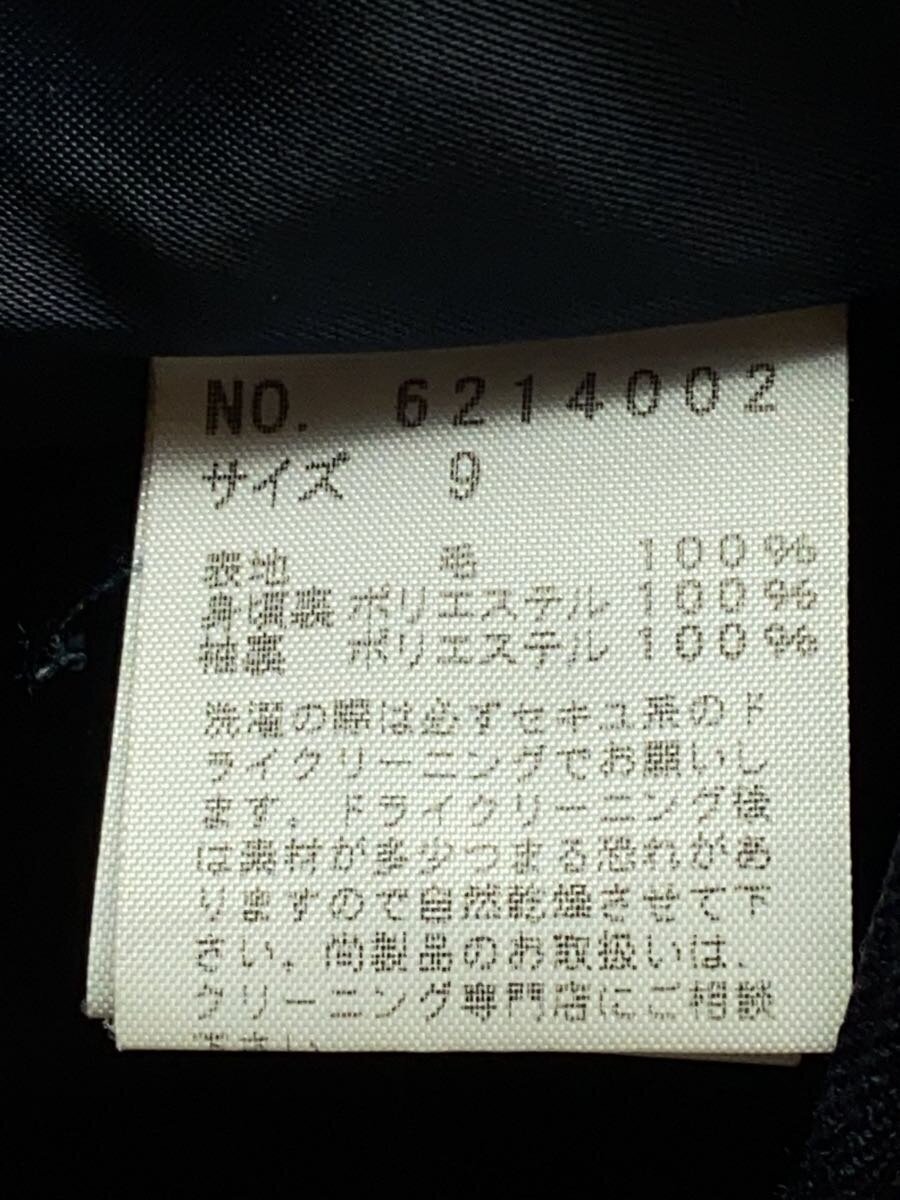 NO. 6214002
サイズ 9
表地 毛 100%
身頃裏 ポリエステル 100%
袖裏 ポリエステル 100%
洗濯の際は必ずセキユ系のド
ライクリーニングでお願いし
ます。ドライクリーニング後
は素材が多少つまる恐れがあ
りますので自然乾燥させて下
さい。尚製品のお取扱いは、
クリーニング専門店にご相談
下さい